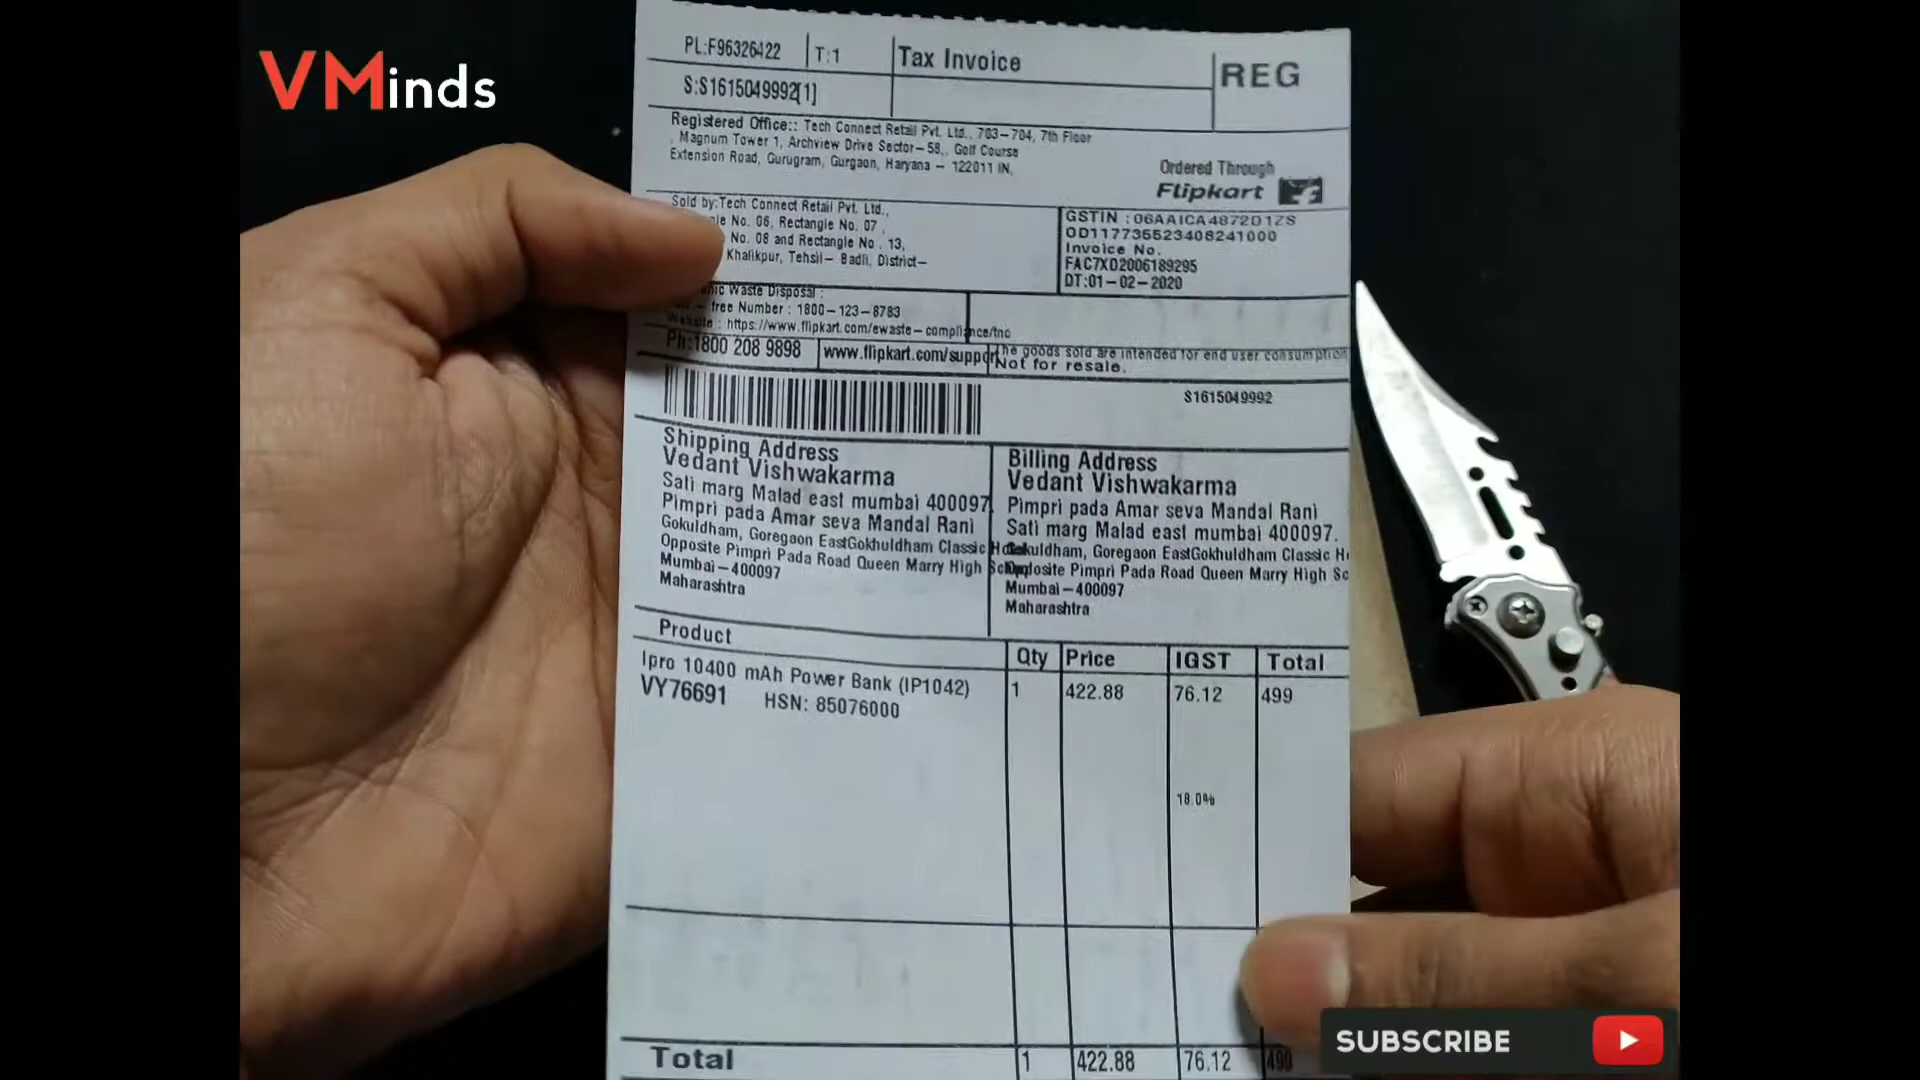 VMinds
PL:F96326422
T:1
Tax Invoice
REG
S:S1615049992[1]
Registered Office:: Tech Connect Retail Pvt. Ltd., 703-704, 7th Floor
, Magnum Tower 1, Archview Drive Sector-58,, Golf Course
Extension Road, Gurugram, Gurgaon, Haryana - 122011 IN,
Ordered Through
Flipkart
Sold by:Tech Connect Retail Pvt. Ltd.,
No. 06, Rectangle No. 07 ,
No. 08 and Rectangle No . 13,
Khalikpur, Tehsil- Badli, District-
GSTIN : 06AAICA4872D1ZS
OD117735523408241000
Invoice No.
FAC7XD2006189295
DT:01-02-2020
Waste Disposal :
free Number : 1800-123-8783
Website : https://www.flipkart.com/ewaste-compliance/tnc
Ph:1800 208 9898
www.flipkart.com/support
The goods sold are intended for end user consumption
Not for resale.
S1615049992
Shipping Address
Vedant Vishwakarma
Sati marg Malad east mumbai 400097.
Pimpri pada Amar seva Mandal Rani
Gokuldham, Goregaon EastGokhuldham Classic
Opposite Pimpri Pada Road Queen Marry High
Mumbai-400097
Maharashtra
Billing Address
Vedant Vishwakarma
Pimpri pada Amar seva Mandal Rani
Sati marg Malad east mumbai 400097.
Gokuldham, Goregaon EastGokhuldham Classic
Opposite Pimpri Pada Road Queen Marry High Sc
Mumbai-400097
Maharashtra
Product
Qty
Price
IGST
Total
Ipro 10400 mAh Power Bank (IP1042)
VY76691 HSN: 85076000
1
422.88
76.12
499
18.0%
Total
1
422.88
76.12
499
SUBSCRIBE